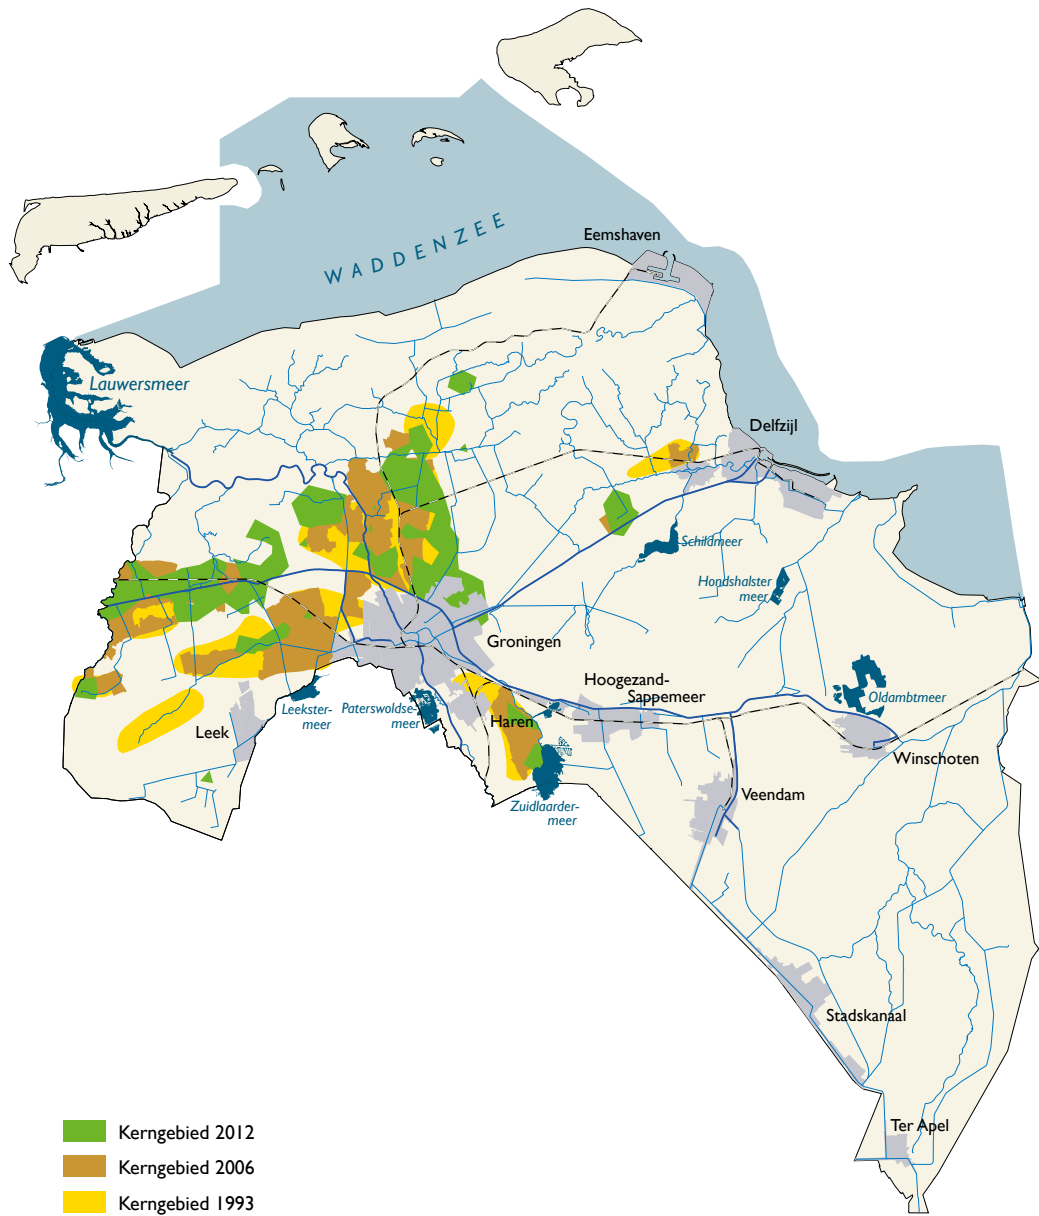 WADDENZEE
Eemshaven
Lauwersmeer
Delfzijl
Schildmeer
Hondshalster
meer
Groningen
Hoogezand-
Sappemeer
Oldambtmeer
Leekster-
meer
Paterswoldse-
meer
Haren
Leek
Winschoten
Veendam
Zuidlaarder-
meer
Stadskanaal
Ter Apel
Kerngebied 2012
Kerngebied 2006
Kerngebied 1993